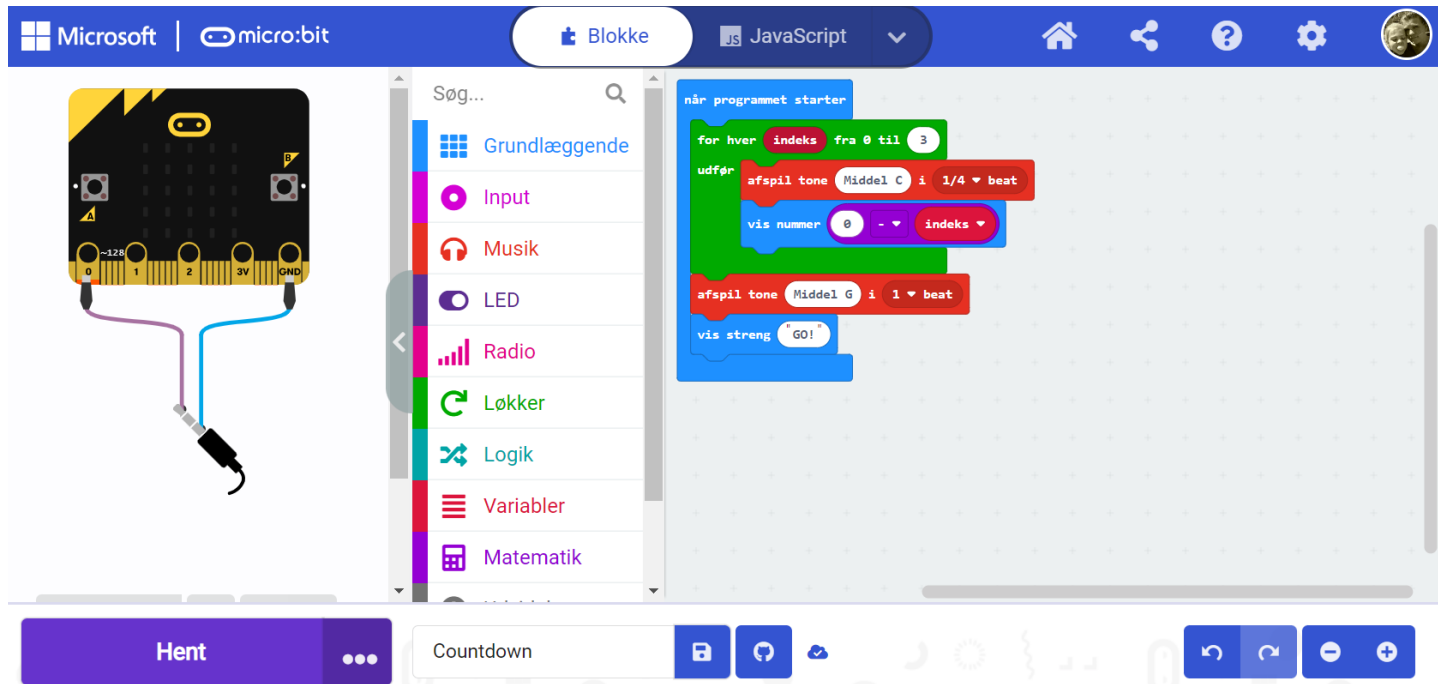 Microsoft micro:bit Blokke JS JavaScript
Søg...
Grundlæggende
Input
Musik
LED
Radio
Løkker
Logik
Variabler
Matematik
A
B
~128
0 1 2 3V GND
når programmet starter
for hver indeks fra 0 til 3
udfør
afspil tone Middel C i 1/4 beat
vis nummer 0 - indeks
afspil tone Middel G i 1 beat
vis streng "GO!"
Hent ... Countdown